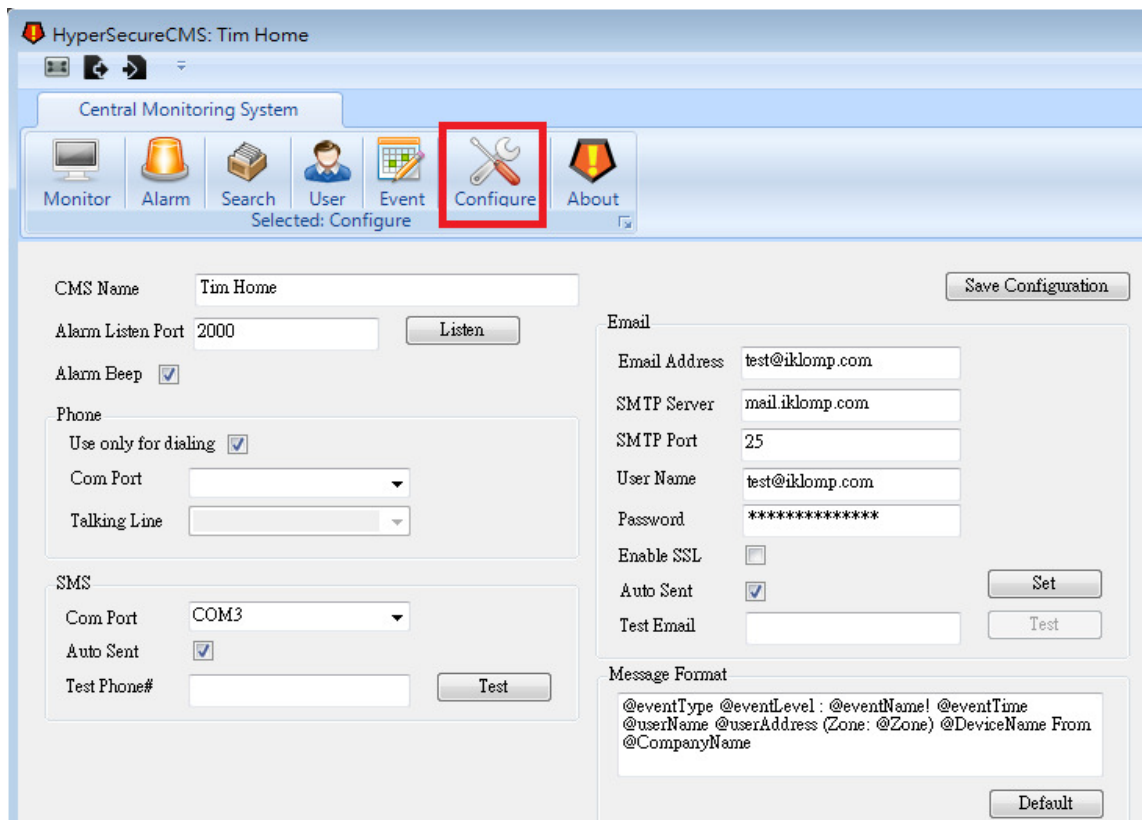 HyperSecureCMS: Tim Home
Central Monitoring System
Monitor Alarm Search User Event Configure About
Selected: Configure
CMS Name Tim Home
Alarm Listen Port 2000 Listen
Alarm Beep
Phone
Use only for dialing
Com Port
Talking Line
SMS
Com Port COM3
Auto Sent
Test Phone# Test
Save Configuration
Email
Email Address test@iklomp.com
SMTP Server mail.iklomp.com
SMTP Port 25
User Name test@iklomp.com
Password **************
Enable SSL
Auto Sent Set
Test Email Test
Message Format
@eventType @eventLevel : @eventName! @eventTime
@userName @userAddress (Zone: @Zone) @DeviceName From
@CompanyName
Default